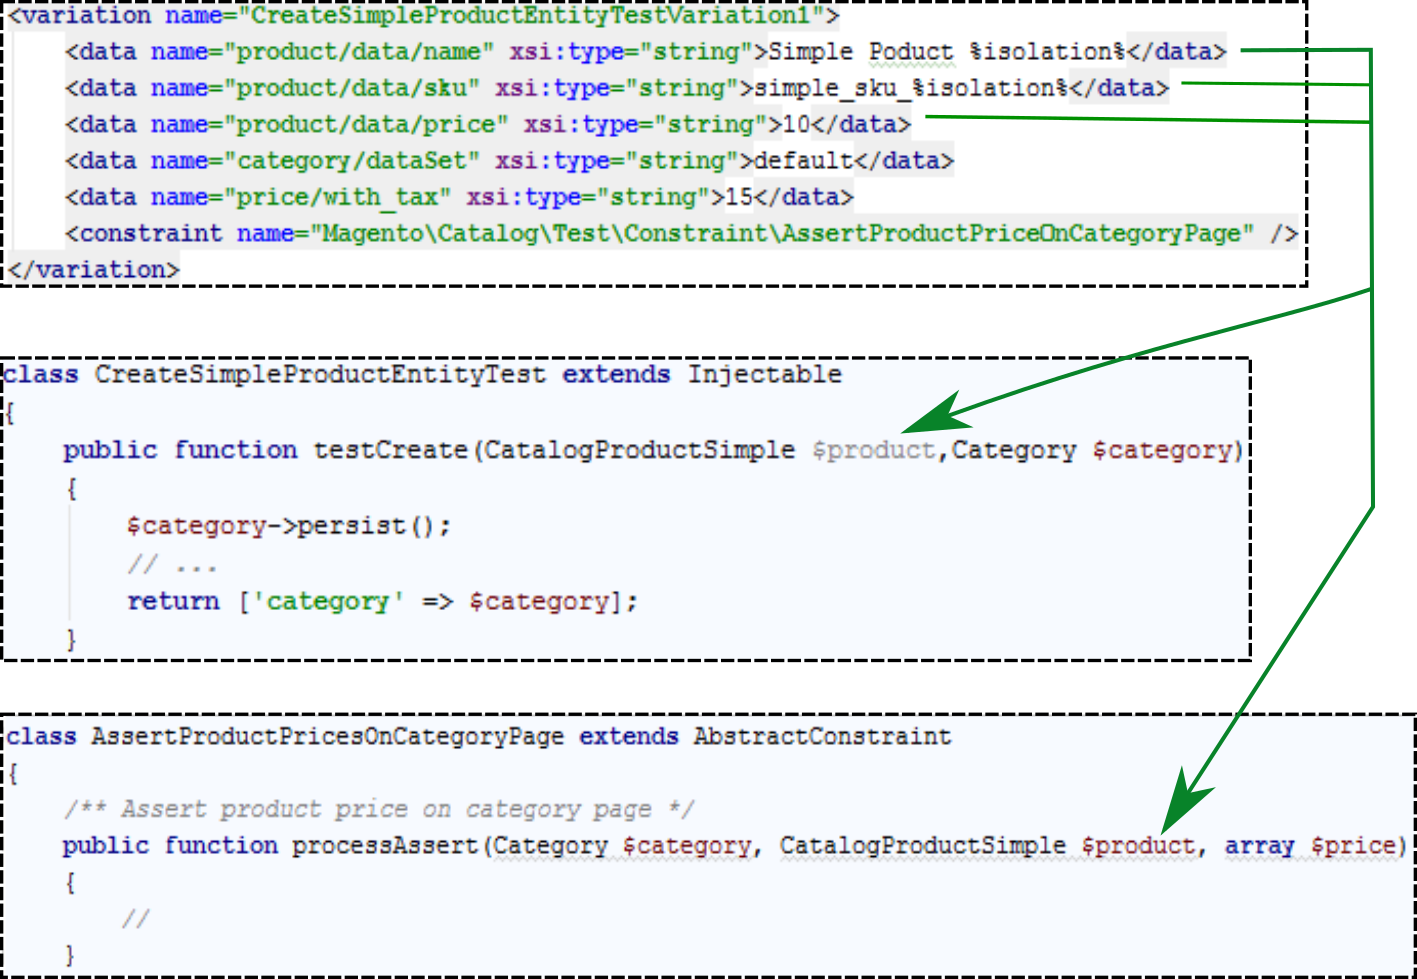 <variation name="CreateSimpleProductEntityTestVariation1">
<data name="product/data/name" xsi:type="string">Simple Poduct %isolation%</data>
<data name="product/data/sku" xsi:type="string">simple_sku_%isolation%</data>
<data name="product/data/price" xsi:type="string">10</data>
<data name="category/dataSet" xsi:type="string">default</data>
<data name="price/with_tax" xsi:type="string">15</data>
<constraint name="Magento\Catalog\Test\Constraint\AssertProductPriceOnCategoryPage" />
</variation>
class CreateSimpleProductEntityTest extends Injectable
{
public function testCreate(CatalogProductSimple $product,Category $category)
{
$category->persist();
// ...
return ['category' => $category];
}
class AssertProductPricesOnCategoryPage extends AbstractConstraint
{
/** Assert product price on category page */
public function processAssert(Category $category, CatalogProductSimple $product, array $price)
{
//
}